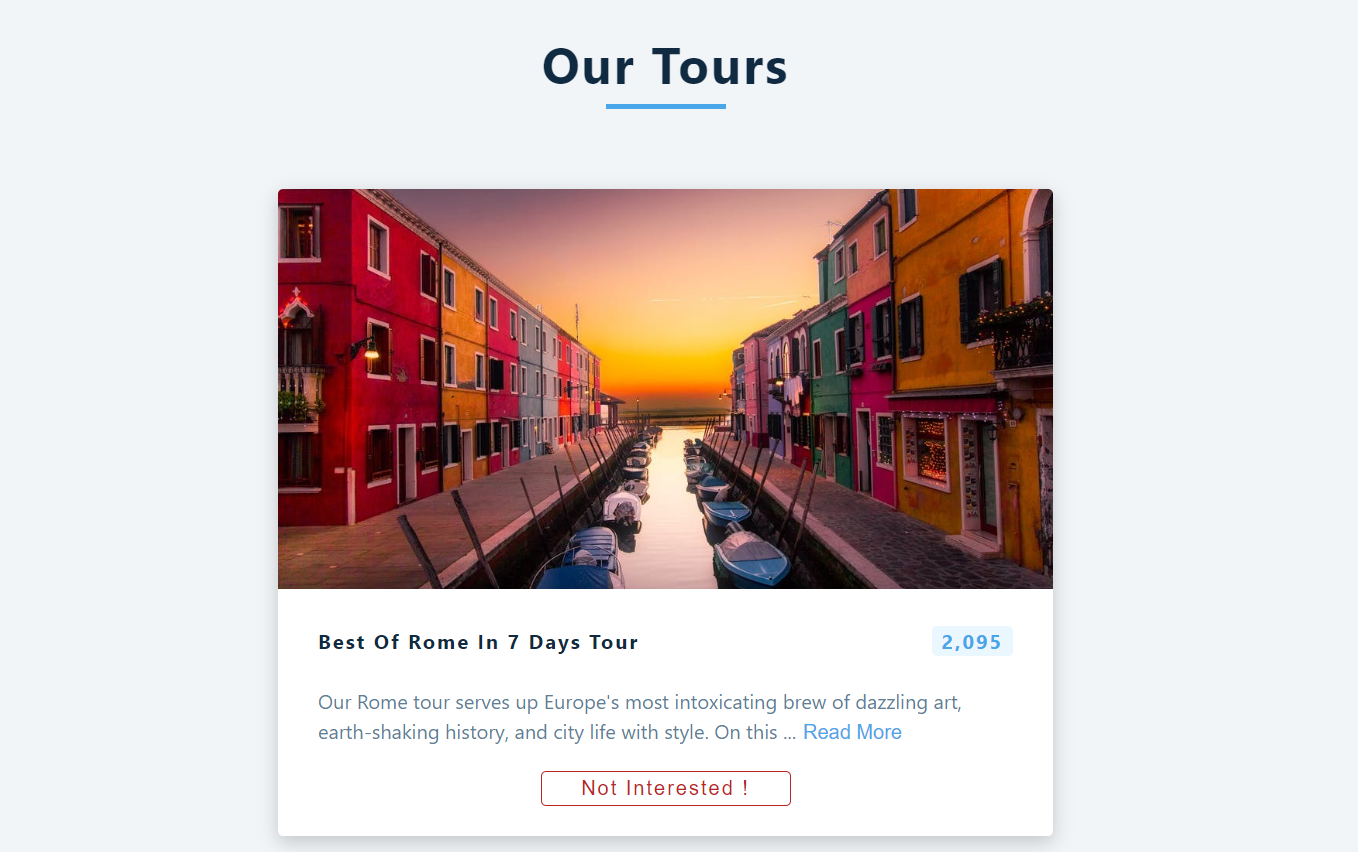 Our Tours
Best Of Rome In 7 Days Tour
2,095
Our Rome tour serves up Europe's most intoxicating brew of dazzling art,
earth-shaking history, and city life with style. On this ... Read More
Not Interested !